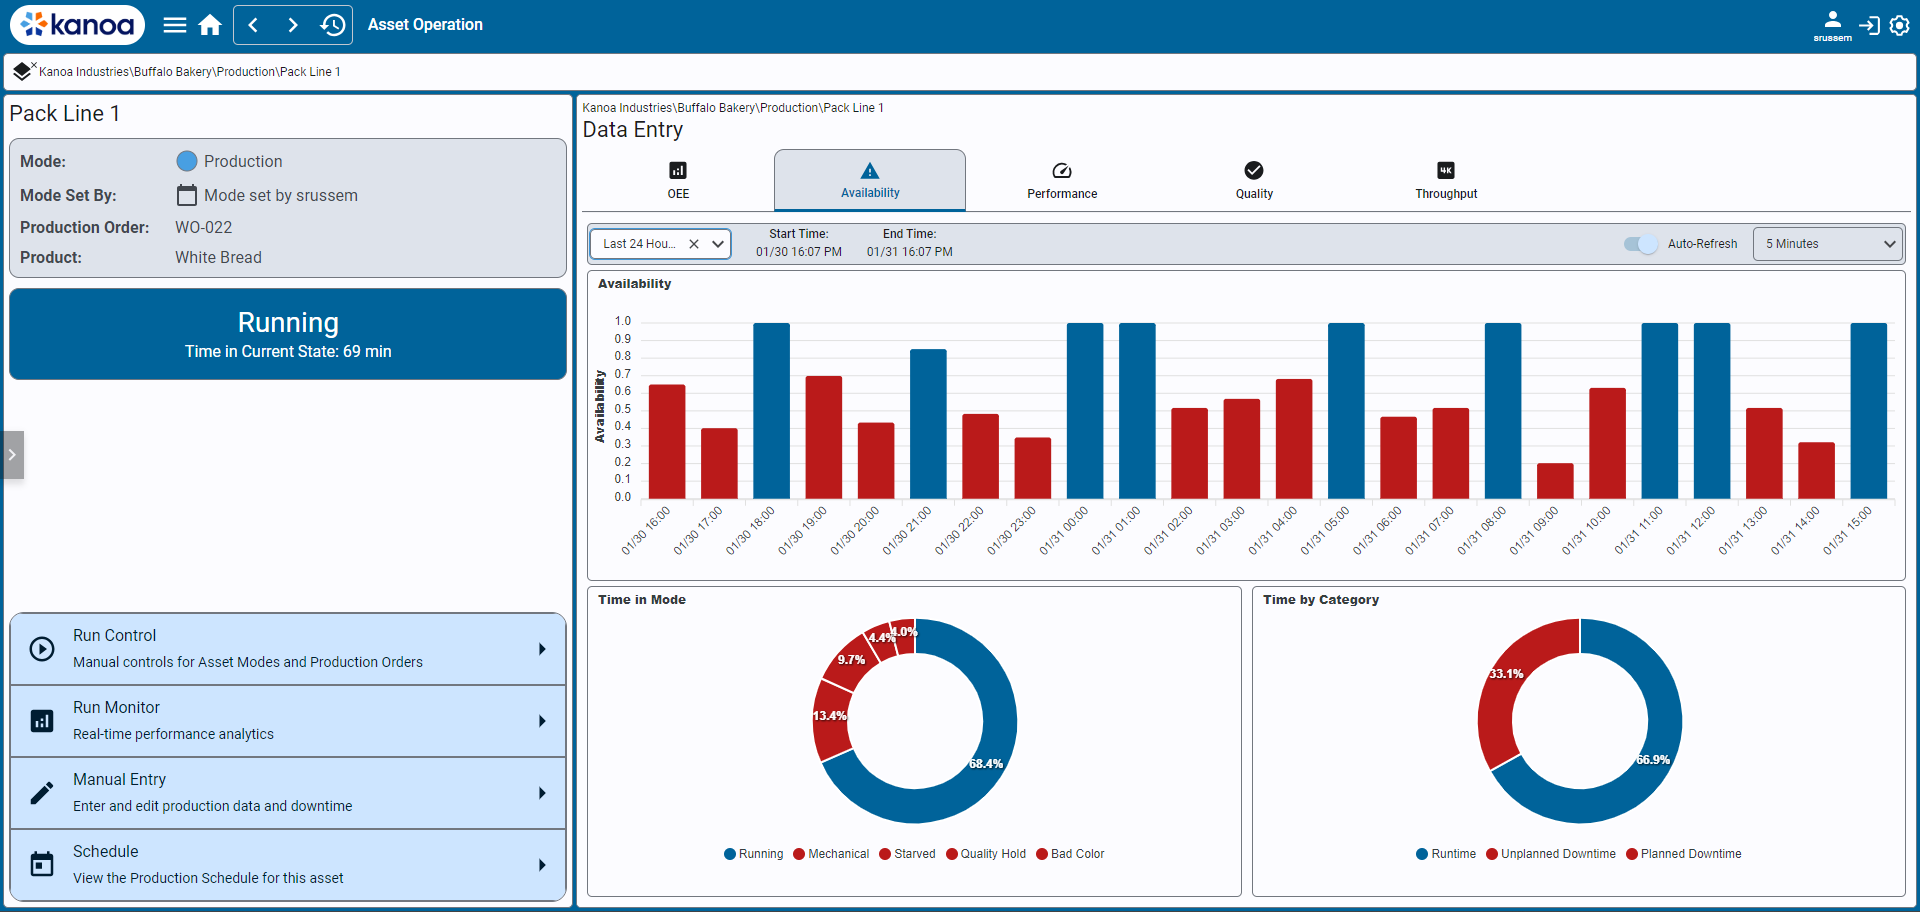 kanoa
Asset Operation
srussem
Kanoa Industries\Buffalo Bakery\Production\Pack Line 1
Pack Line 1
Mode: Production
Mode Set By: Mode set by srussem
Production Order: WO-022
Product: White Bread
Running
Time in Current State: 69 min
Run Control
Manual controls for Asset Modes and Production Orders
Run Monitor
Real-time performance analytics
Manual Entry
Enter and edit production data and downtime
Schedule
View the Production Schedule for this asset
Kanoa Industries\Buffalo Bakery\Production\Pack Line 1
Data Entry
OEE
Availability
Performance
Quality
4K
Throughput
Last 24 Hou...
Start Time:
01/30 16:07 PM
End Time:
01/31 16:07 PM
Auto-Refresh
5 Minutes
Availability
Availability
1.0
0.9
0.8
0.7
0.6
0.5
0.4
0.3
0.2
0.1
0.0
01/30 16:00
01/30 17:00
01/30 18:00
01/30 19:00
01/30 20:00
01/30 21:00
01/30 22:00
01/30 23:00
01/31 00:00
01/31 01:00
01/31 02:00
01/31 03:00
01/31 04:00
01/31 05:00
01/31 06:00
01/31 07:00
01/31 08:00
01/31 09:00
01/31 10:00
01/31 11:00
01/31 12:00
01/31 13:00
01/31 14:00
01/31 15:00
Time in Mode
4.0%
4.4%
9.7%
13.4%
68.4%
Running Mechanical Starved Quality Hold Bad Color
Time by Category
33.1%
66.9%
Runtime Unplanned Downtime Planned Downtime